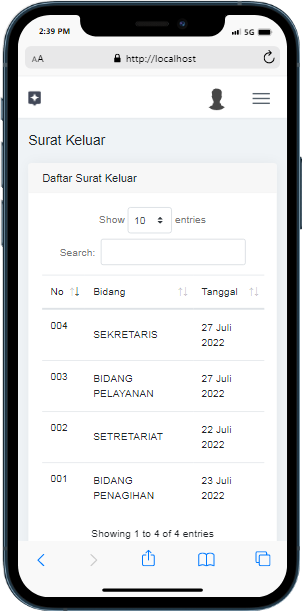 2:39 PM 5G
AA http://localhost
Surat Keluar
Daftar Surat Keluar
Show 10 entries
Search:
No Bidang Tanggal
004 SEKRETARIS 27 Juli
2022
003 BIDANG 27 Juli
PELAYANAN 2022
002 SETRETARIAT 22 Juli
2022
001 BIDANG 23 Juli
PENAGIHAN 2022
Showing 1 to 4 of 4 entries